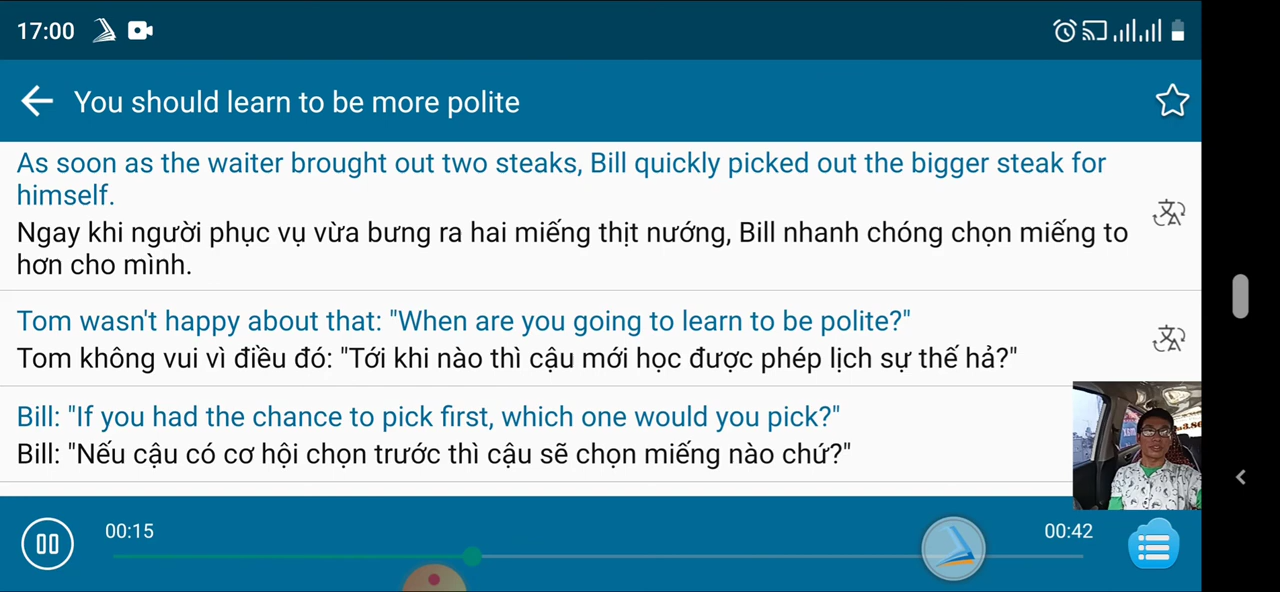 17:00
You should learn to be more polite
As soon as the waiter brought out two steaks, Bill quickly picked out the bigger steak for
himself.
Ngay khi người phục vụ vừa bưng ra hai miếng thịt nướng, Bill nhanh chóng chọn miếng to
hơn cho mình.
Tom wasn't happy about that: "When are you going to learn to be polite?"
Tom không vui vì điều đó: "Tới khi nào thì cậu mới học được phép lịch sự thế hả?"
Bill: "If you had the chance to pick first, which one would you pick?"
Bill: "Nếu cậu có cơ hội chọn trước thì cậu sẽ chọn miếng nào chứ?"
00:15
00:42